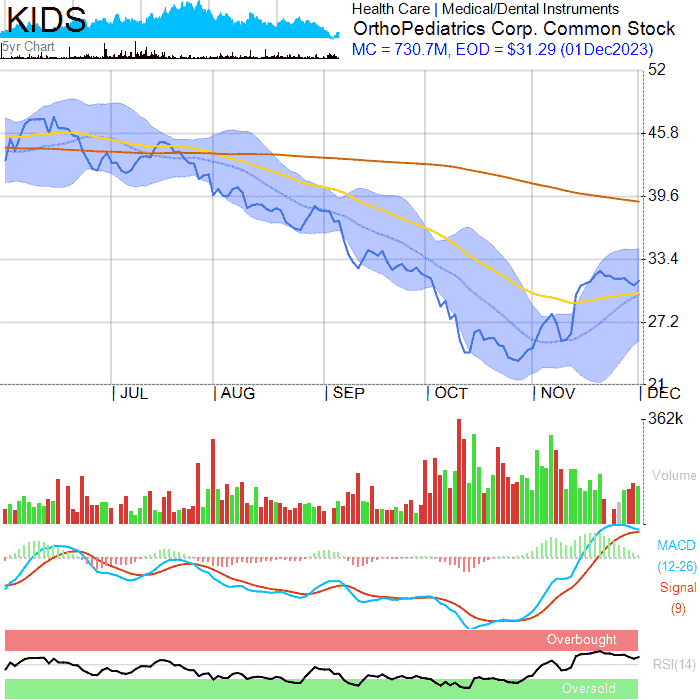 KIDS
Health Care | Medical/Dental Instruments
OrthoPediatrics Corp. Common Stock
MC = 730.7M, EOD = $31.29 (01Dec2023)
5yr Chart
52
45.8
39.6
33.4
27.2
21
JUL
AUG
SEP
OCT
NOV
DEC
362k
Volume
MACD
(12-26)
Signal
(9)
Overbought
RSI(14)
Oversold